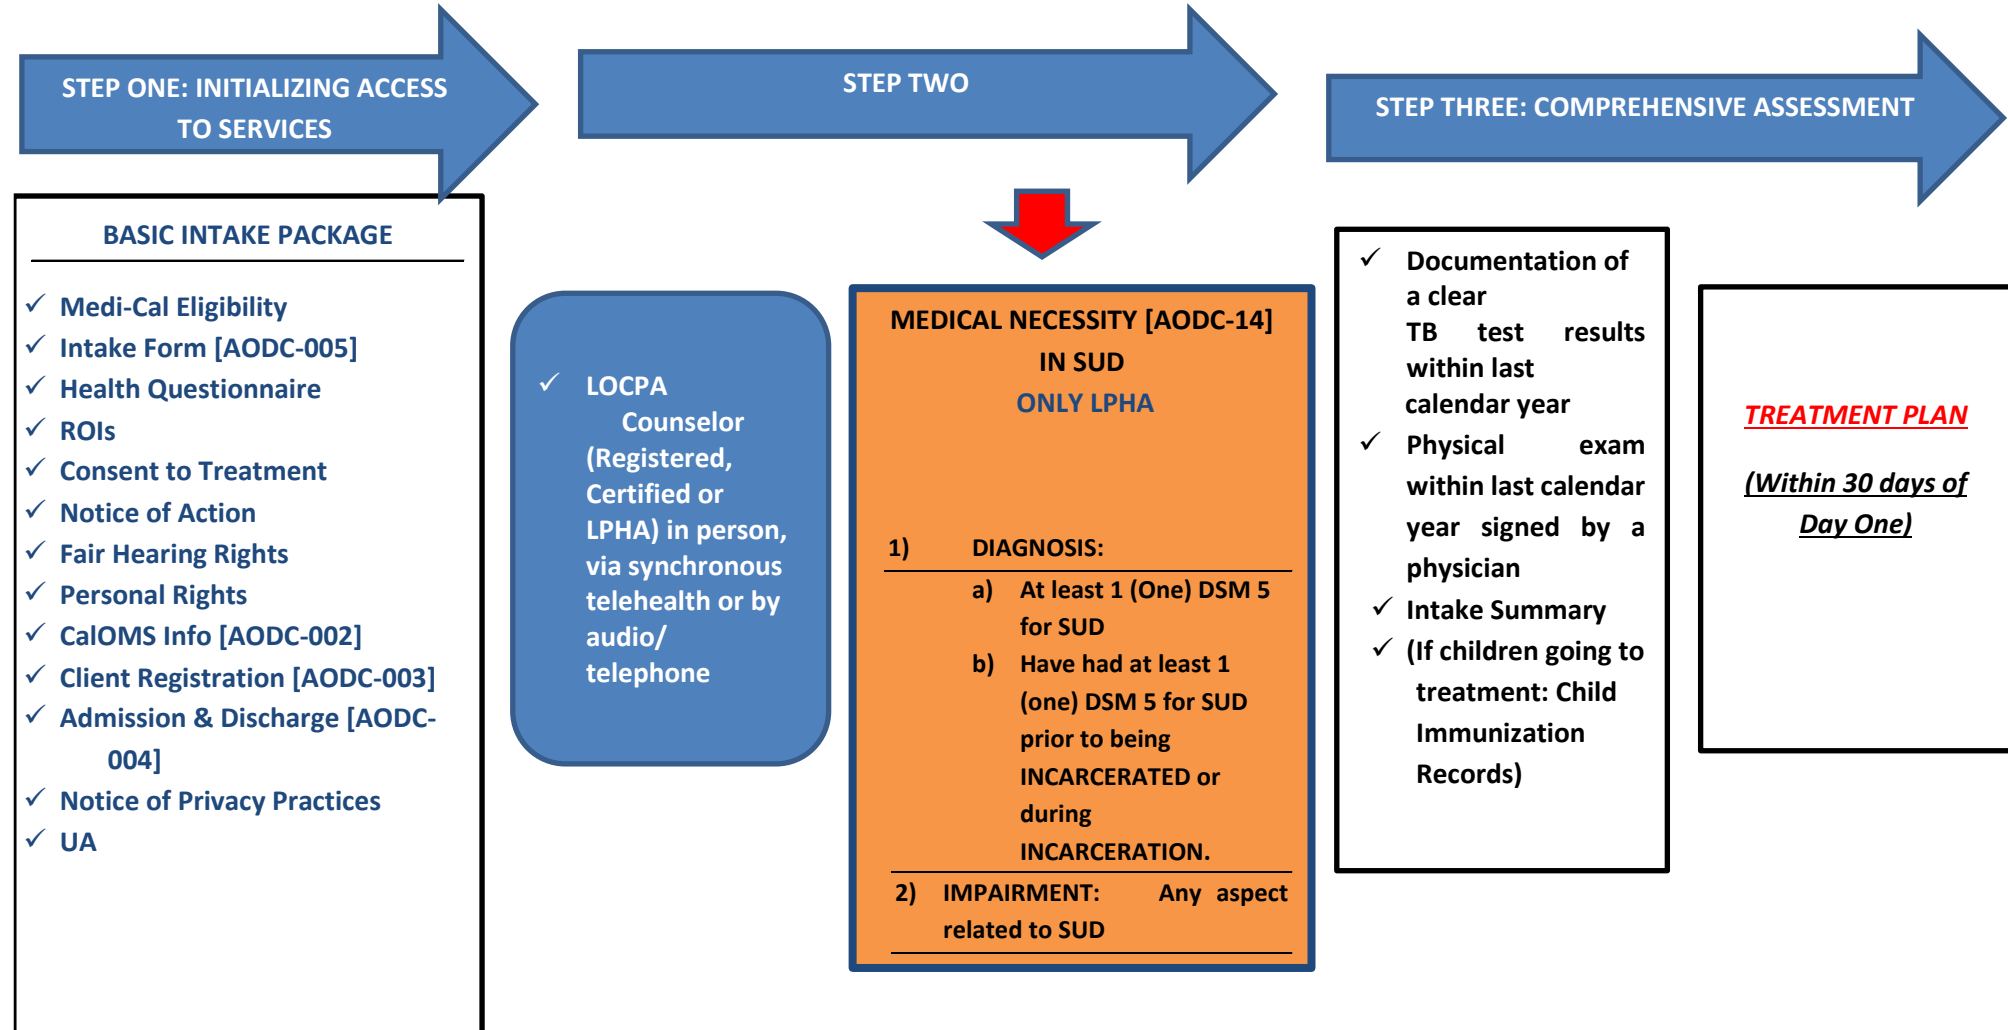 STEP ONE: INITIALIZING ACCESS
TO SERVICES
STEP TWO
STEP THREE: COMPREHENSIVE ASSESSMENT
BASIC INTAKE PACKAGE
✓ Medi-Cal Eligibility
✓ Intake Form [AODC-005]
✓ Health Questionnaire
✓ ROIs
✓ Consent to Treatment
✓ Notice of Action
✓ Fair Hearing Rights
✓ Personal Rights
✓ CalOMS Info [AODC-002]
✓ Client Registration [AODC-003]
✓ Admission & Discharge [AODC-
004]
✓ Notice of Privacy Practices
✓ UA
✓ LOCPA
Counselor
(Registered,
Certified or
LPHA) in person,
via synchronous
telehealth or by
audio/
telephone
MEDICAL NECESSITY [AODC-14]
IN SUD
ONLY LPHA
1) DIAGNOSIS:
a) At least 1 (One) DSM 5
for SUD
b) Have had at least 1
(one) DSM 5 for SUD
prior to being
INCARCERATED or
during
INCARCERATION.
2) IMPAIRMENT: Any aspect
related to SUD
✓ Documentation of
a clear
TB test results
within last
calendar year
✓ Physical exam
within last calendar
year signed by a
physician
✓ Intake Summary
✓ (If children going to
treatment: Child
Immunization
Records)
TREATMENT PLAN
(Within 30 days of
Day One)